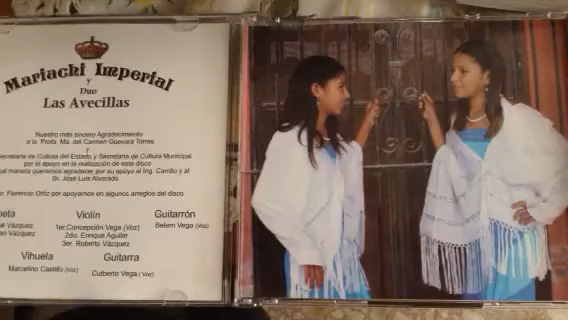 Mariachi Imperial
y
Duo
Las Avecillas
Nuestro más sincero Agradecimiento
a la Profa Ma. del Carmen Guevara Torres
y
Secretaria de Cultura del Estado y Secretaria de Cultura Municipal
por el apoyo en la realización de este disco
manera queremos agradecer por su apoyo al Ing. Camilo y al
Sr. José Luis Alvarado.
Florencio Ortiz por apoyarnos en algunos arreglos del disco
Violín Guitarrón
Vázquez 1er.Concepción Vega (Voz) Belem Vega (Voz)
Vázquez 2do. Enrique Aguilar
3er. Roberto Vázquez
Vihuela Guitarra
Marcelino Castillo (Voz) Cutberto Vega (Voz)